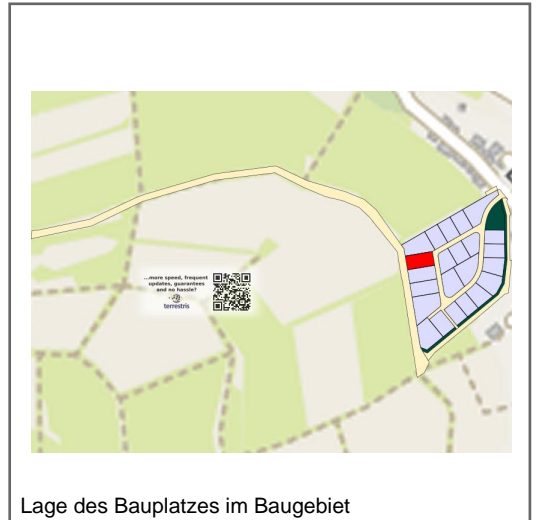 ...more speed, frequent
updates, guarantees
and no hassle?
terrestris
Lage des Bauplatzes im Baugebiet